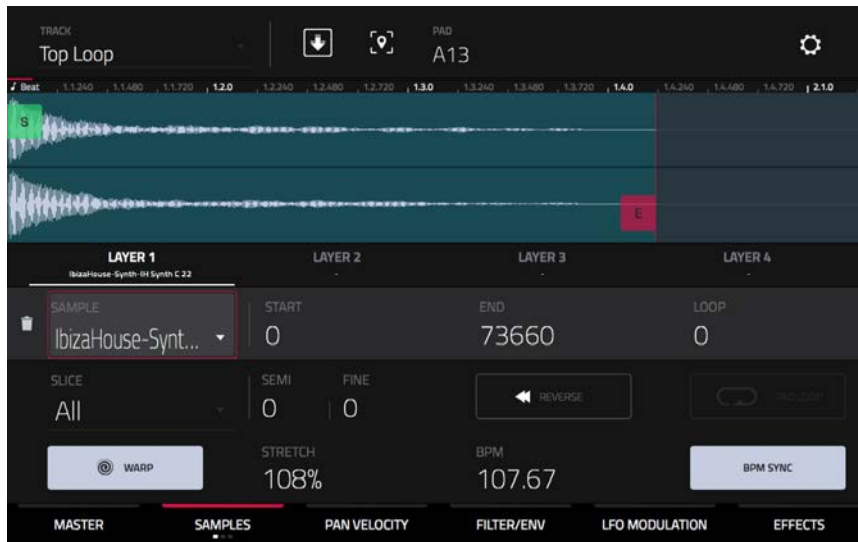 TRACK
Top Loop
PAD
A13
Beat 1.1.240 1.1.480 1.1.720 1.2.0 1.2.240 1.2.480 1.2.720 1.3.0 1.3.240 1.3.480 1.3.720 1.4.0 1.4.240 1.4.480 1.4.720 2.1.0
S
E
LAYER 1 LAYER 2 LAYER 3 LAYER 4
IbizaHouse-Synth-IH Synth C 22 - - -
SAMPLE START END LOOP
IbizaHouse-Synt... 0 73660 0
SLICE SEMI FINE
All 0 0
REVERSE
PAD LOOP
WARP
STRETCH BPM
108% 107.67
BPM SYNC
MASTER SAMPLES PAN VELOCITY FILTER/ENV LFO MODULATION EFFECTS